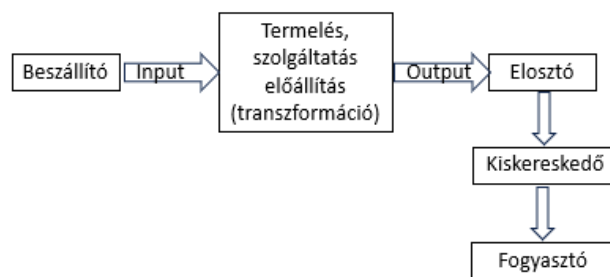 Beszállító
Input
Termelés,
szolgáltatás
előállítás
(transzformáció)
Output
Elosztó
Kiskereskedő
Fogyasztó